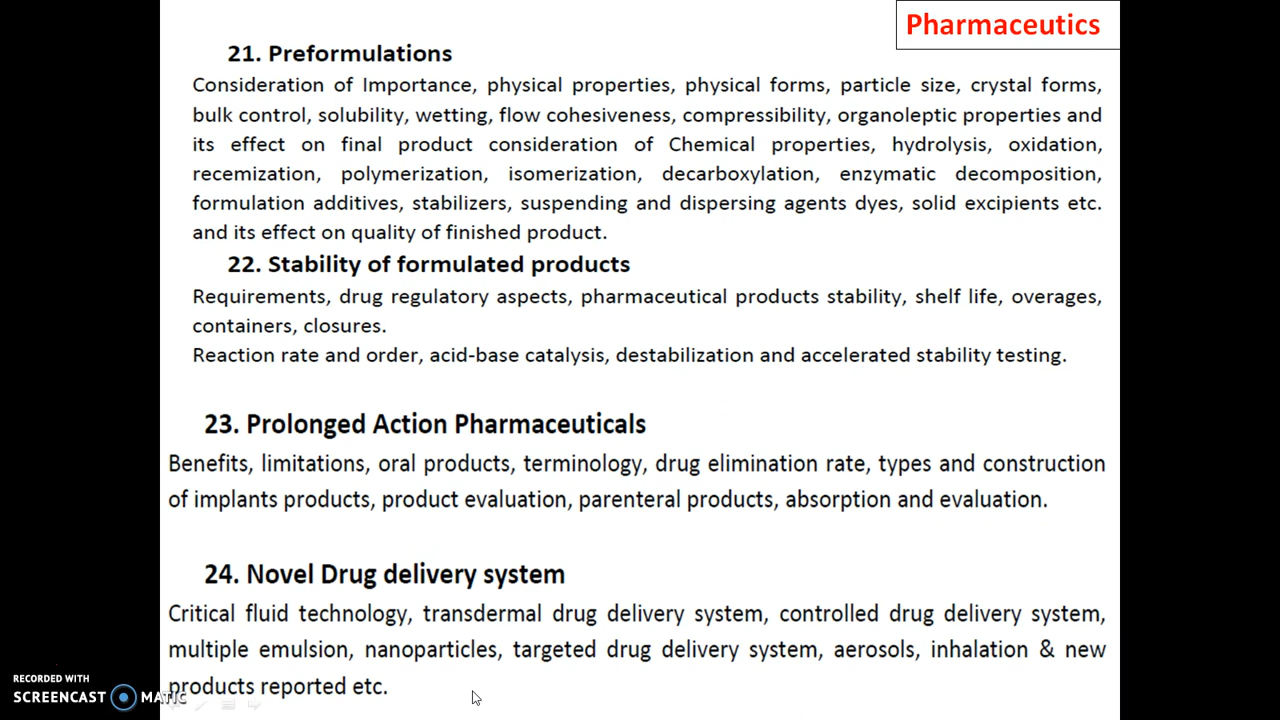 Pharmaceutics
21. Preformulations
Consideration of Importance, physical properties, physical forms, particle size, crystal forms,
bulk control, solubility, wetting, flow cohesiveness, compressibility, organoleptic properties and
its effect on final product consideration of Chemical properties, hydrolysis, oxidation,
recemization, polymerization, isomerization, decarboxylation, enzymatic decomposition,
formulation additives, stabilizers, suspending and dispersing agents dyes, solid excipients etc.
and its effect on quality of finished product.
22. Stability of formulated products
Requirements, drug regulatory aspects, pharmaceutical products stability, shelf life, overages,
containers, closures.
Reaction rate and order, acid-base catalysis, destabilization and accelerated stability testing.
23. Prolonged Action Pharmaceuticals
Benefits, limitations, oral products, terminology, drug elimination rate, types and construction
of implants products, product evaluation, parenteral products, absorption and evaluation.
24. Novel Drug delivery system
Critical fluid technology, transdermal drug delivery system, controlled drug delivery system,
multiple emulsion, nanoparticles, targeted drug delivery system, aerosols, inhalation & new
products reported etc.
RECORDED WITH
SCREENCAST MATIC